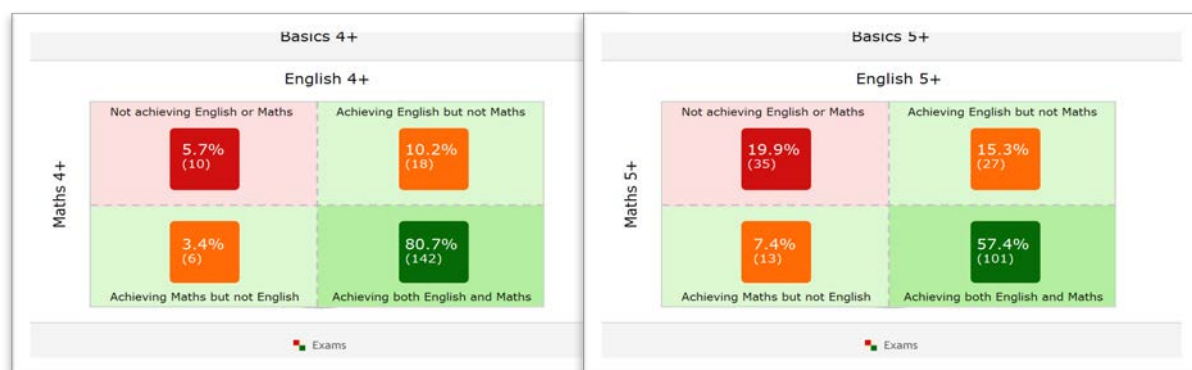 Basics 4+
English 4+
Maths 4+
Not achieving English or Maths
Achieving English but not Maths
5.7%
(10)
10.2%
(18)
3.4%
(6)
80.7%
(142)
Achieving Maths but not English
Achieving both English and Maths
Exams
Basics 5+
English 5+
Maths 5+
Not achieving English or Maths
Achieving English but not Maths
19.9%
(35)
15.3%
(27)
7.4%
(13)
57.4%
(101)
Achieving Maths but not English
Achieving both English and Maths
Exams